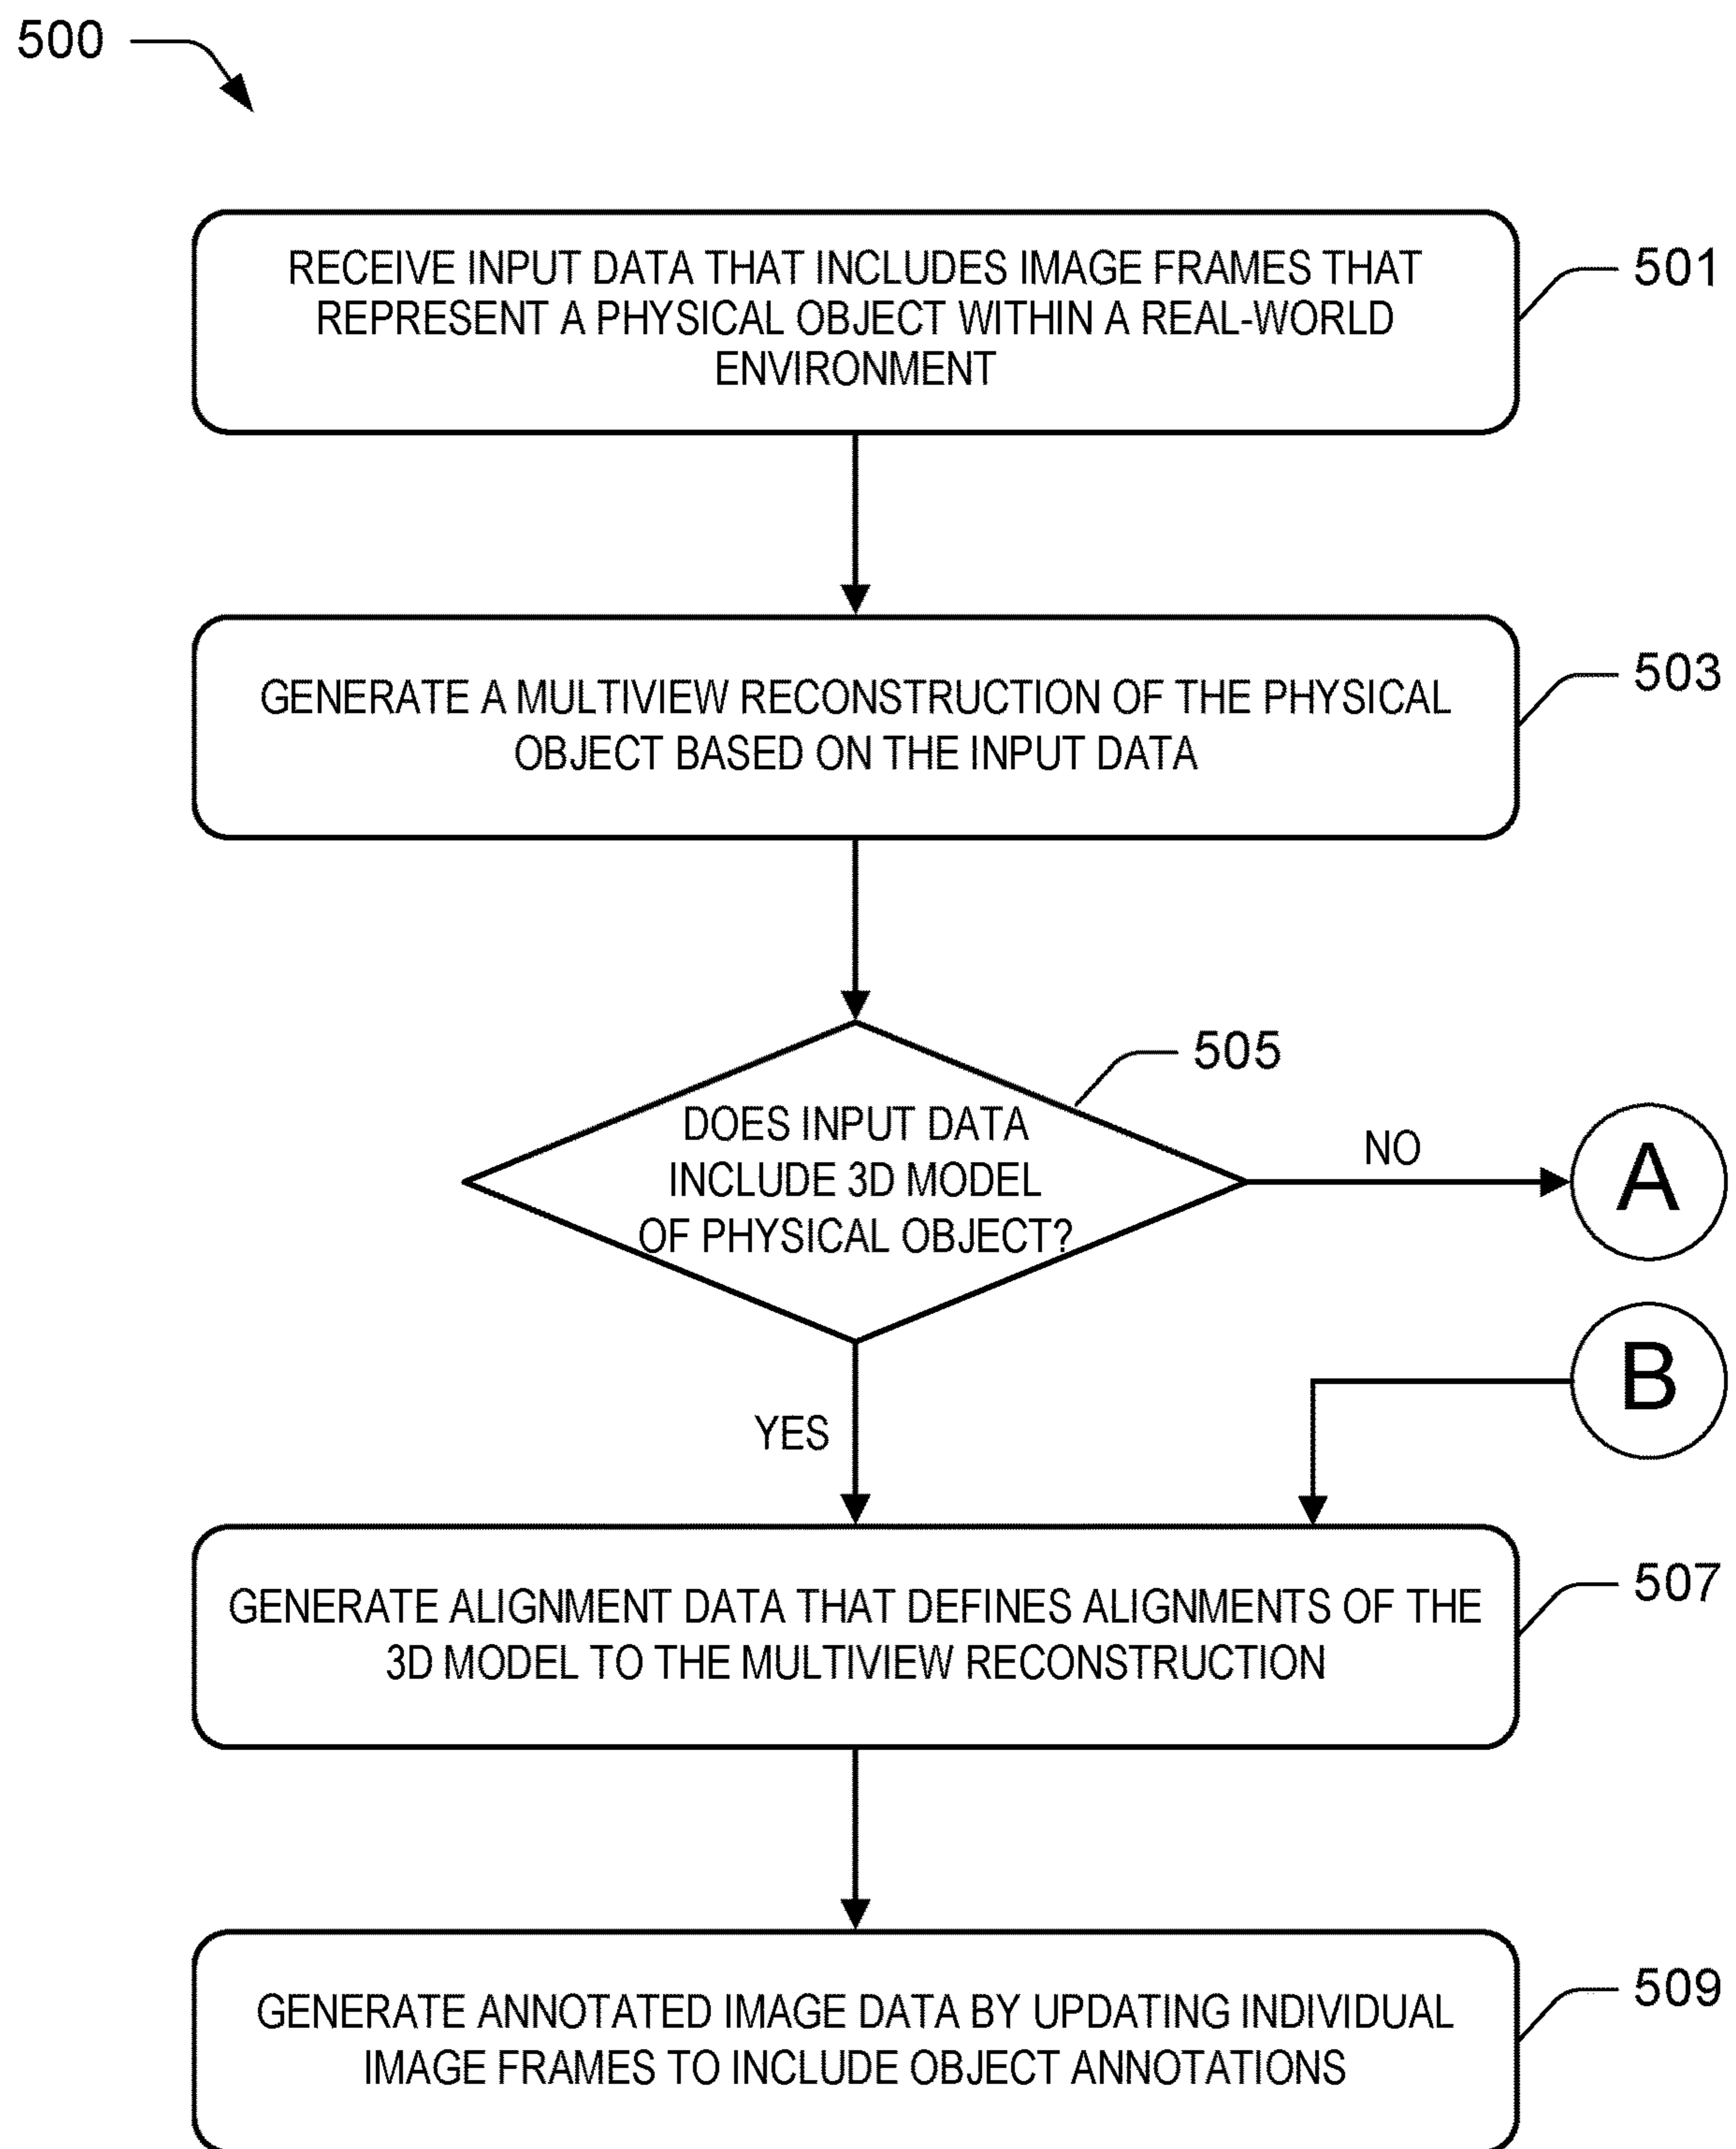 500
RECEIVE INPUT DATA THAT INCLUDES IMAGE FRAMES THAT
REPRESENT A PHYSICAL OBJECT WITHIN A REAL-WORLD
ENVIRONMENT
501
GENERATE A MULTIVIEW RECONSTRUCTION OF THE PHYSICAL
OBJECT BASED ON THE INPUT DATA
503
505
DOES INPUT DATA
INCLUDE 3D MODEL
OF PHYSICAL OBJECT?
NO
A
B
YES
GENERATE ALIGNMENT DATA THAT DEFINES ALIGNMENTS OF THE
3D MODEL TO THE MULTIVIEW RECONSTRUCTION
507
GENERATE ANNOTATED IMAGE DATA BY UPDATING INDIVIDUAL
IMAGE FRAMES TO INCLUDE OBJECT ANNOTATIONS
509